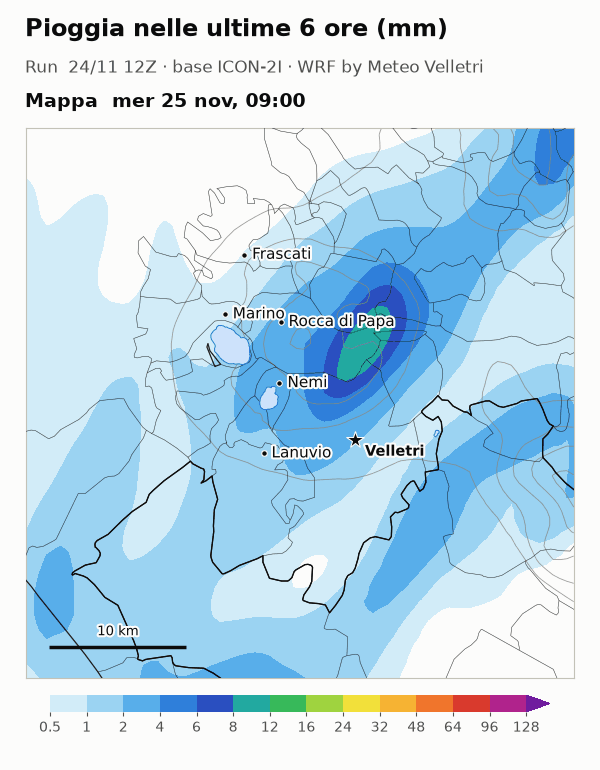 Pioggia nelle ultime 6 ore (mm)
Run  24/11 12Z · base ICON-2I · WRF by Meteo Velletri
Mappa  mer 25 nov, 09:00
Frascati
Marino
Rocca di Papa
Nemi
Velletri
Lanuvio
10 km
0.5 1 2 4 6 8 12 16 24 32 48 64 96 128